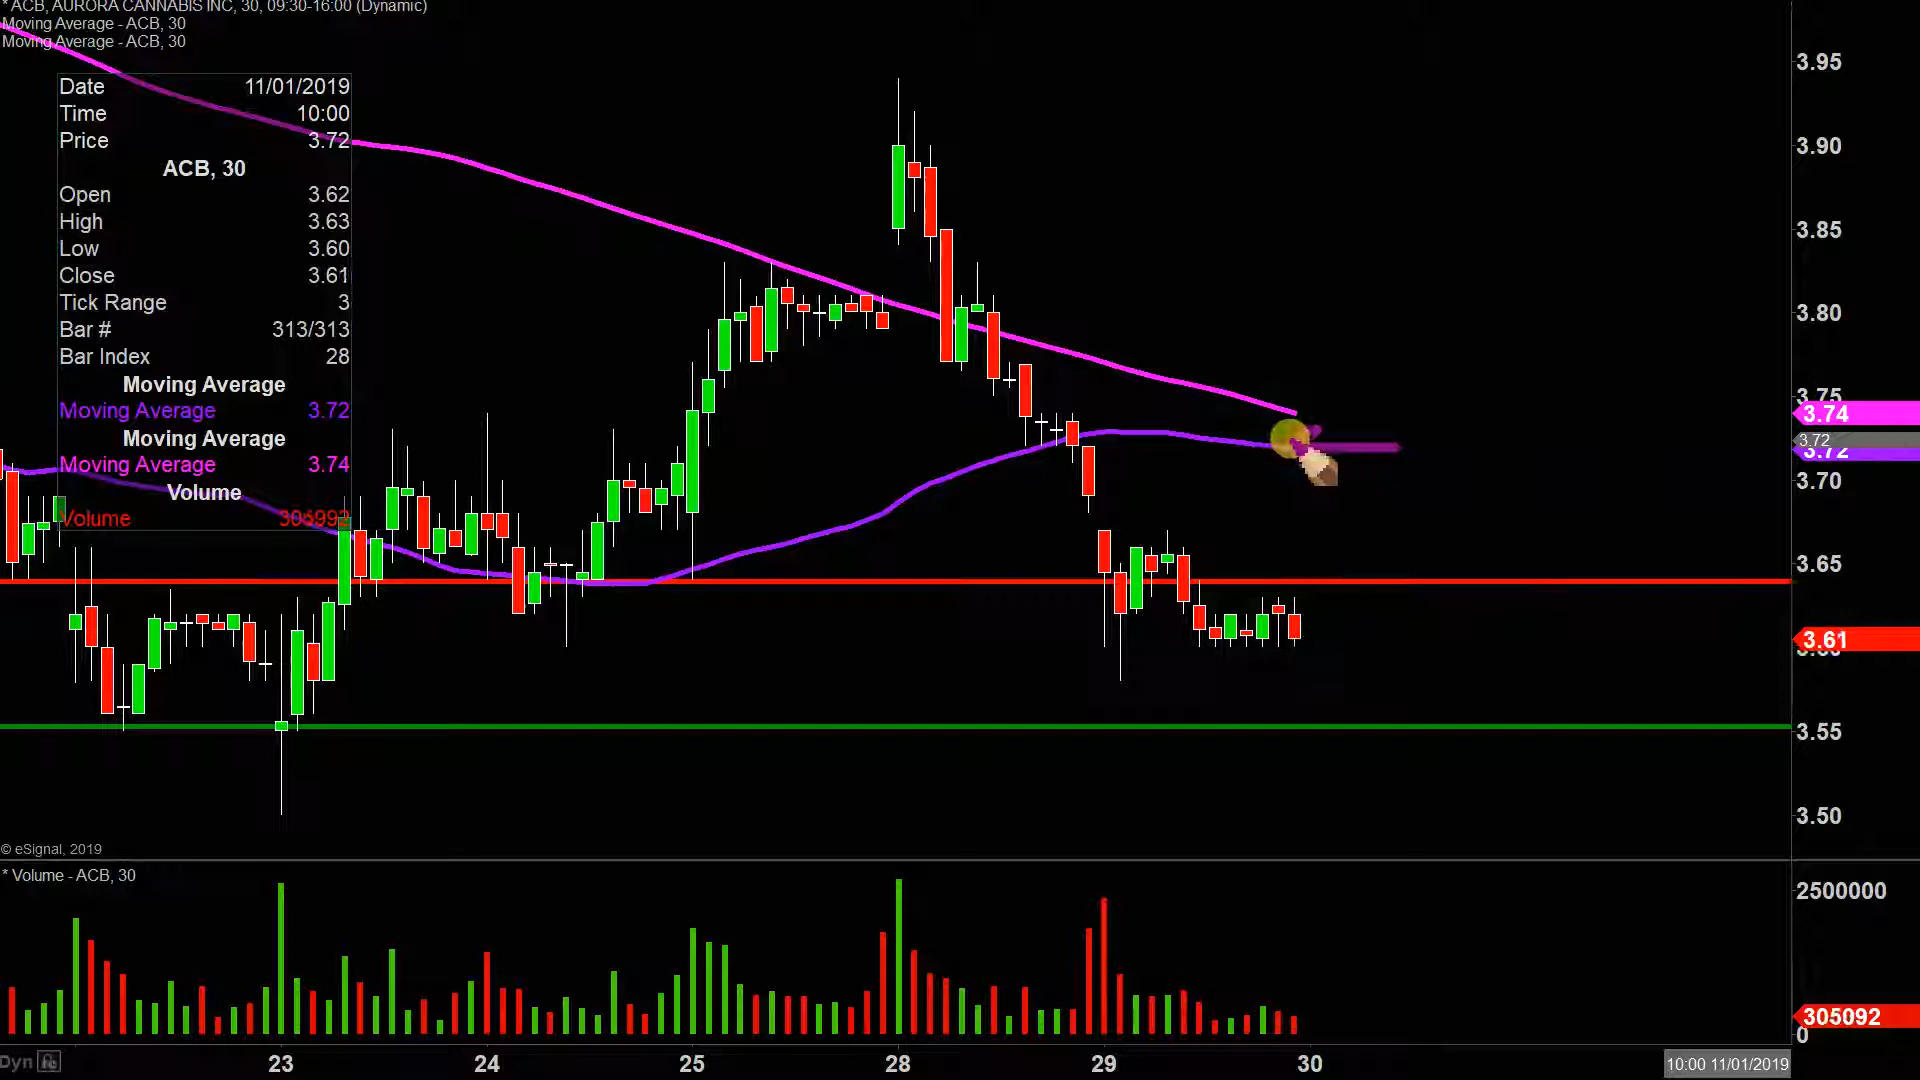 * ACB, AURORA CANNABIS INC, 30, 09:30-16:00 (Dynamic)
Moving Average - ACB, 30
Moving Average - ACB, 30
Date 11/01/2019
Time 10:00
Price 3.72
ACB, 30
Open 3.62
High 3.63
Low 3.60
Close 3.61
Tick Range 3
Bar # 313/313
Bar Index 28
Moving Average
Moving Average 3.72
Moving Average
Moving Average 3.74
Volume
Volume
3.95
3.90
3.85
3.80
3.75
3.74
3.72
3.72
3.70
3.65
3.61
3.60
3.55
3.50
© eSignal, 2019
* Volume - ACB, 30
2500000
305092
0
Dyn
23 24 25 28 29 30
10:00 11/01/2019